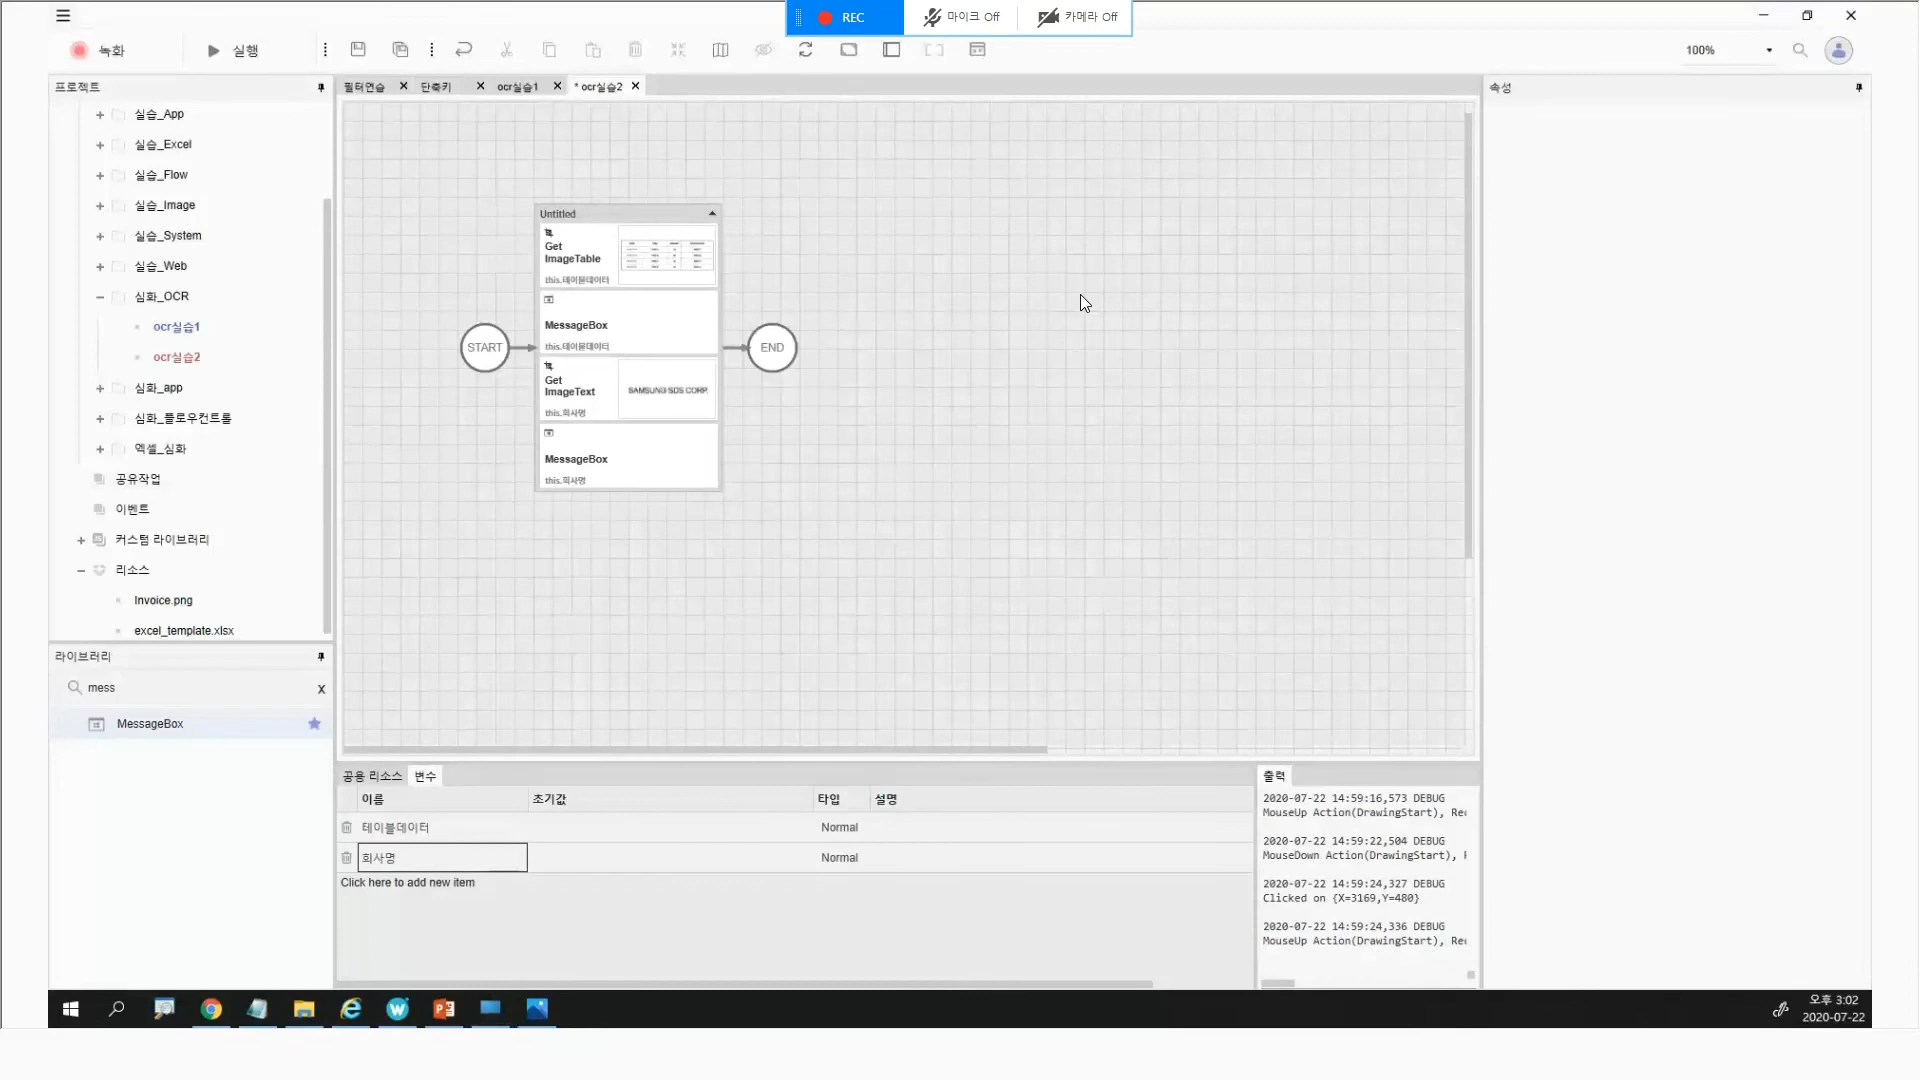 REC
마이크 Off
카메라 Off
녹화
실행
100%
프로젝트
필터연습
단축키
ocr실습1
* ocr실습2
속성
실습_App
실습_Excel
실습_Flow
실습_Image
실습_System
실습_Web
심화_OCR
ocr실습1
ocr실습2
심화_app
심화_플로우컨트롤
엑셀_심화
공유작업
이벤트
커스텀 라이브러리
리소스
Invoice.png
excel_template.xlsx
START
Untitled
Get
ImageTable
this.테이블데이터
MessageBox
this.테이블데이터
Get
ImageText
SAMSUNG SDS CORP.
this.회사명
MessageBox
this.회사명
END
라이브러리
mess
X
MessageBox
공용 리소스
변수
이름
초기값
타입
설명
테이블데이터
Normal
회사명
Normal
Click here to add new item
출력
2020-07-22 14:59:16,573 DEBUG
MouseUp Action(DrawingStart), Rec
2020-07-22 14:59:22,504 DEBUG
MouseDown Action(DrawingStart),
2020-07-22 14:59:24,327 DEBUG
Clicked on {X=3169,Y=480}
2020-07-22 14:59:24,336 DEBUG
MouseUp Action(DrawingStart), Rec
오후 3:02
2020-07-22